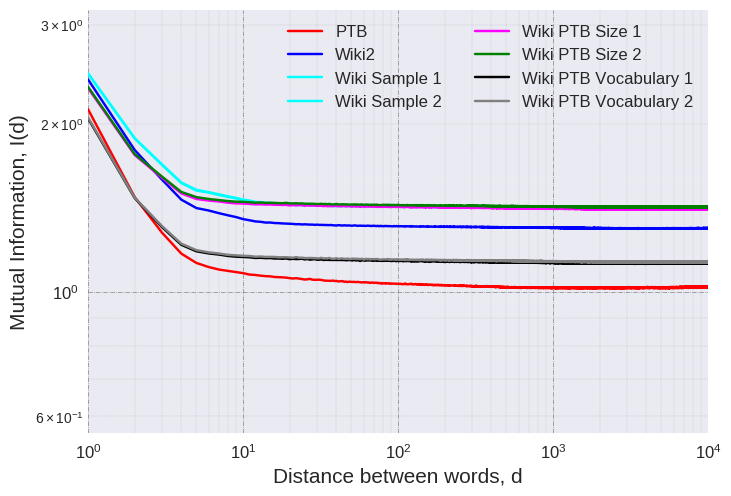 3×10⁰
2×10⁰
10⁰
6×10⁻¹
Mutual Information, I(d)
PTB
Wiki2
Wiki Sample 1
Wiki Sample 2
Wiki PTB Size 1
Wiki PTB Size 2
Wiki PTB Vocabulary 1
Wiki PTB Vocabulary 2
10⁰ 10¹ 10² 10³ 10⁴
Distance between words, d